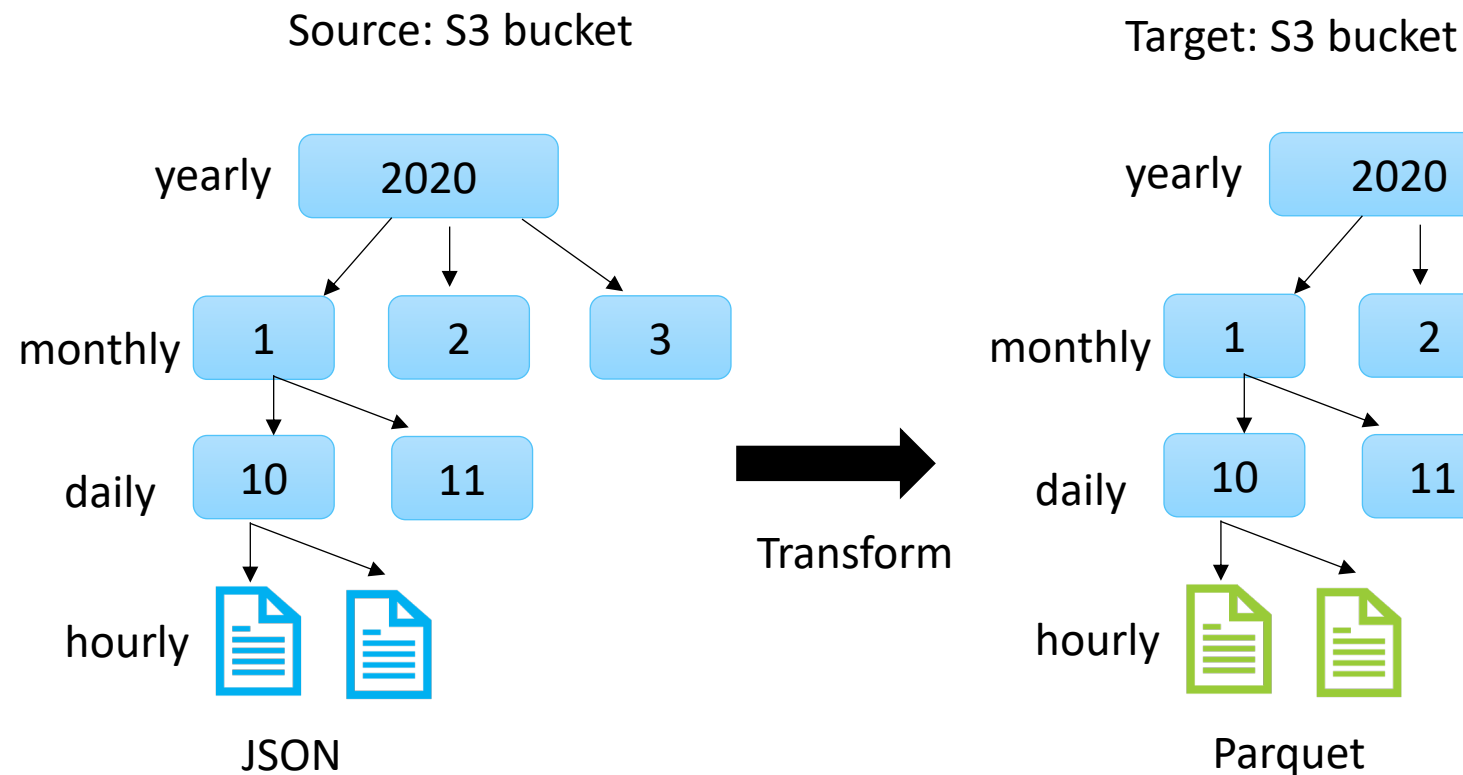 Source: S3 bucket
yearly
2020
monthly
1
2
3
daily
10
11
hourly
JSON
Transform
Target: S3 bucket
yearly
2020
monthly
1
2
daily
10
11
hourly
Parquet